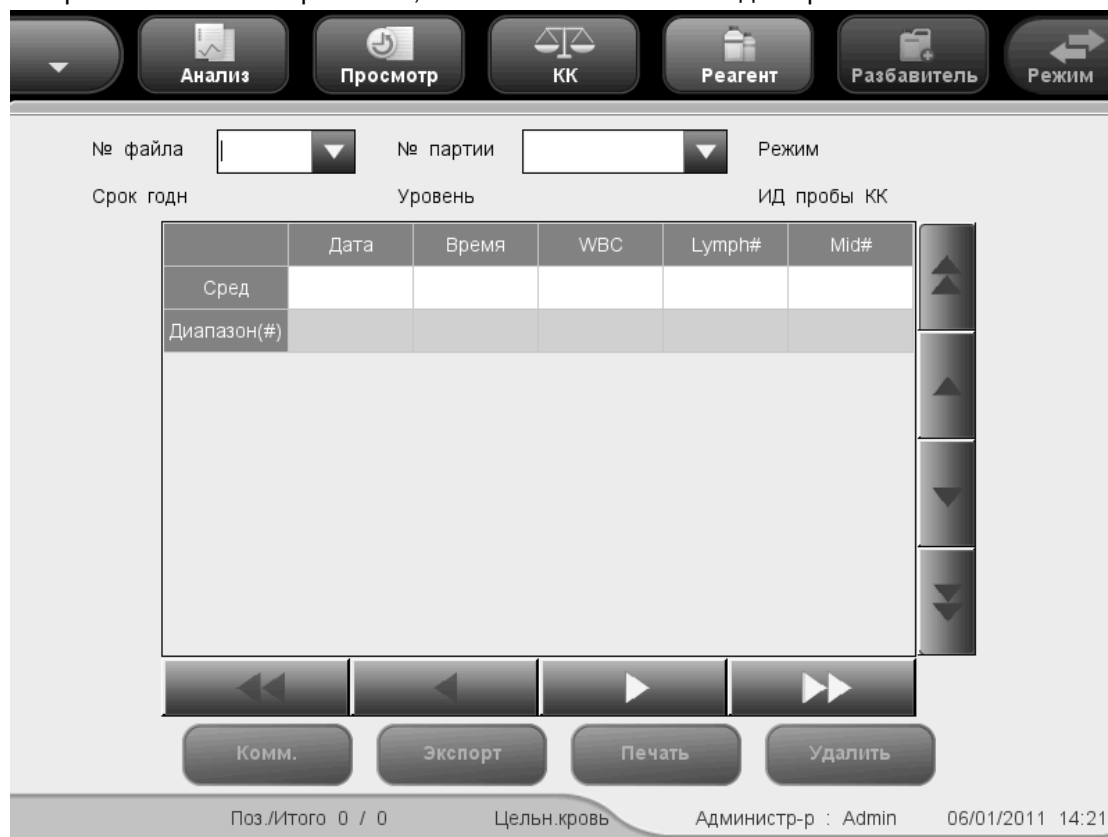 Анализ Просмотр КК Реагент Разбавитель Режим
№ файла № партии Режим
Срок годн Уровень ИД пробы КК
Дата Время WBC Lymph# Mid#
Сред
Диапазон(#)
Комм. Экспорт Печать Удалить
Поз./Итого 0 / 0 Цельн.кровь Администр-р : Admin 06/01/2011 14:21